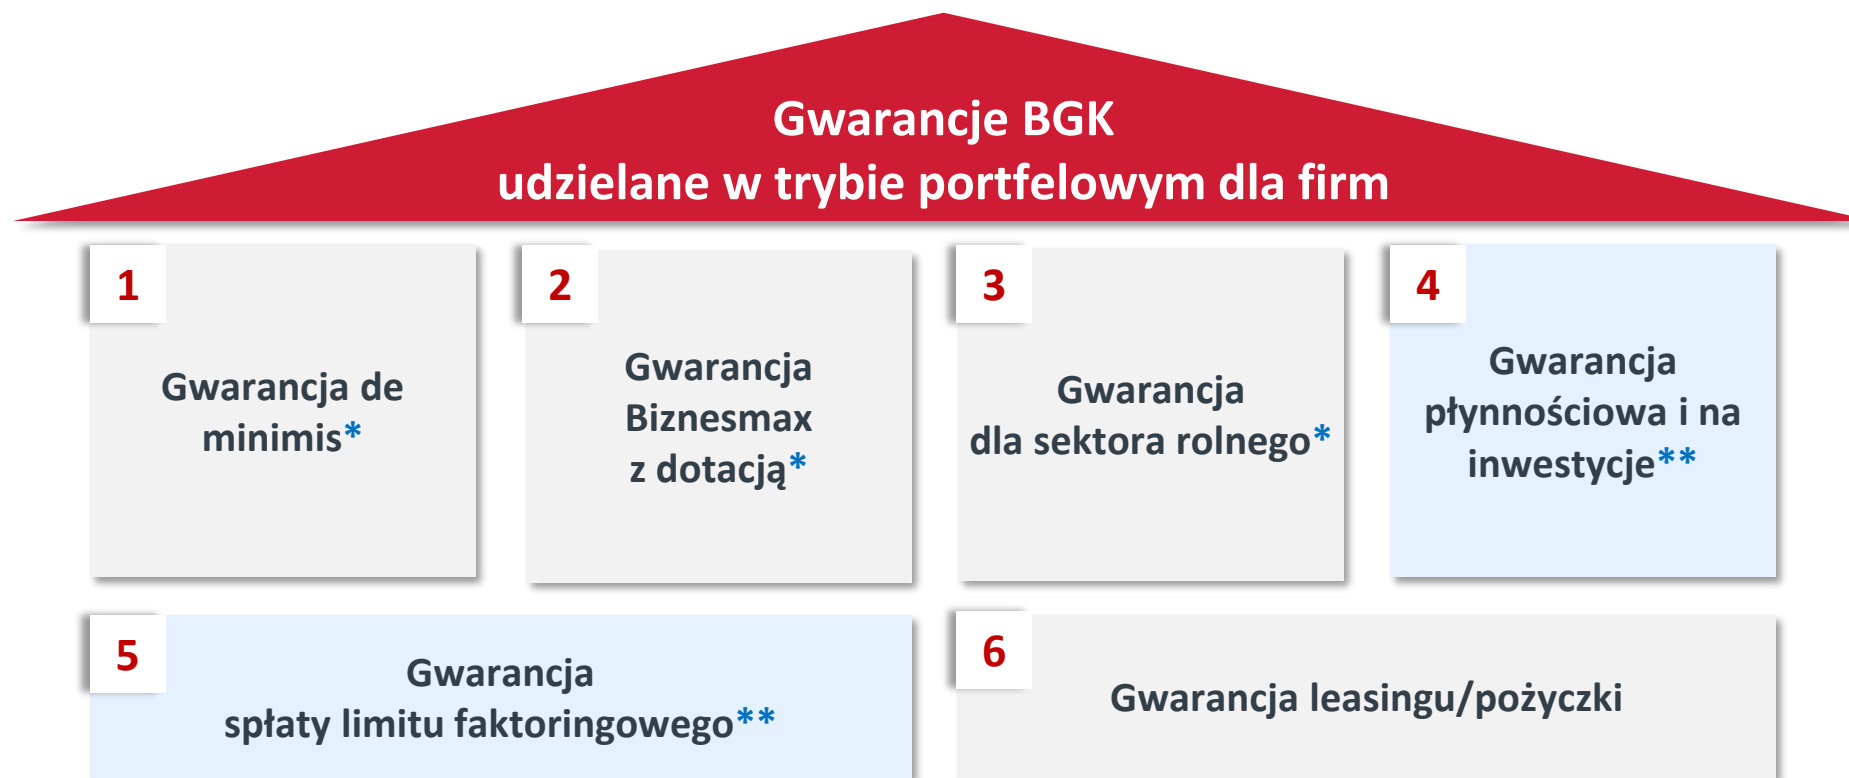 Gwarancje BGK
udzielane w trybie portfelowym dla firm
1
Gwarancja de
minimis*
2
Gwarancja
Biznesmax
z dotacją*
3
Gwarancja
dla sektora rolnego*
4
Gwarancja
płynnościowa i na
inwestycje**
5
Gwarancja
spłaty limitu faktoringowego**
6
Gwarancja leasingu/pożyczki